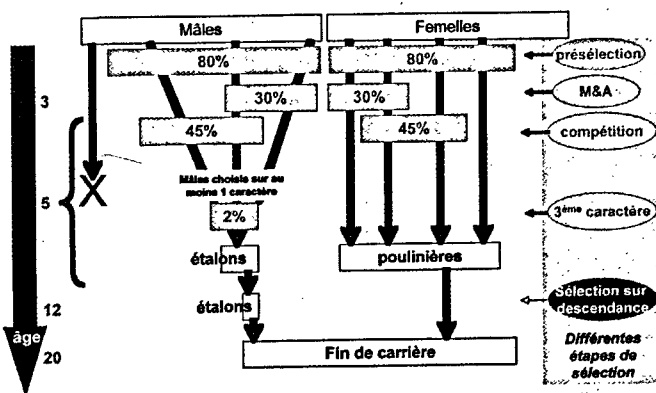 Mâles
Femelles
80%
80%
présélection
3
30%
30%
M&A
45%
45%
compétition
Mâles choisis sur au
moins 1 caractère
5
2%
3ème caractère
étalons
poulinières
12
étalons
Sélection sur
descendance
âge
20
Fin de carrière
Différentes
étapes de
sélection